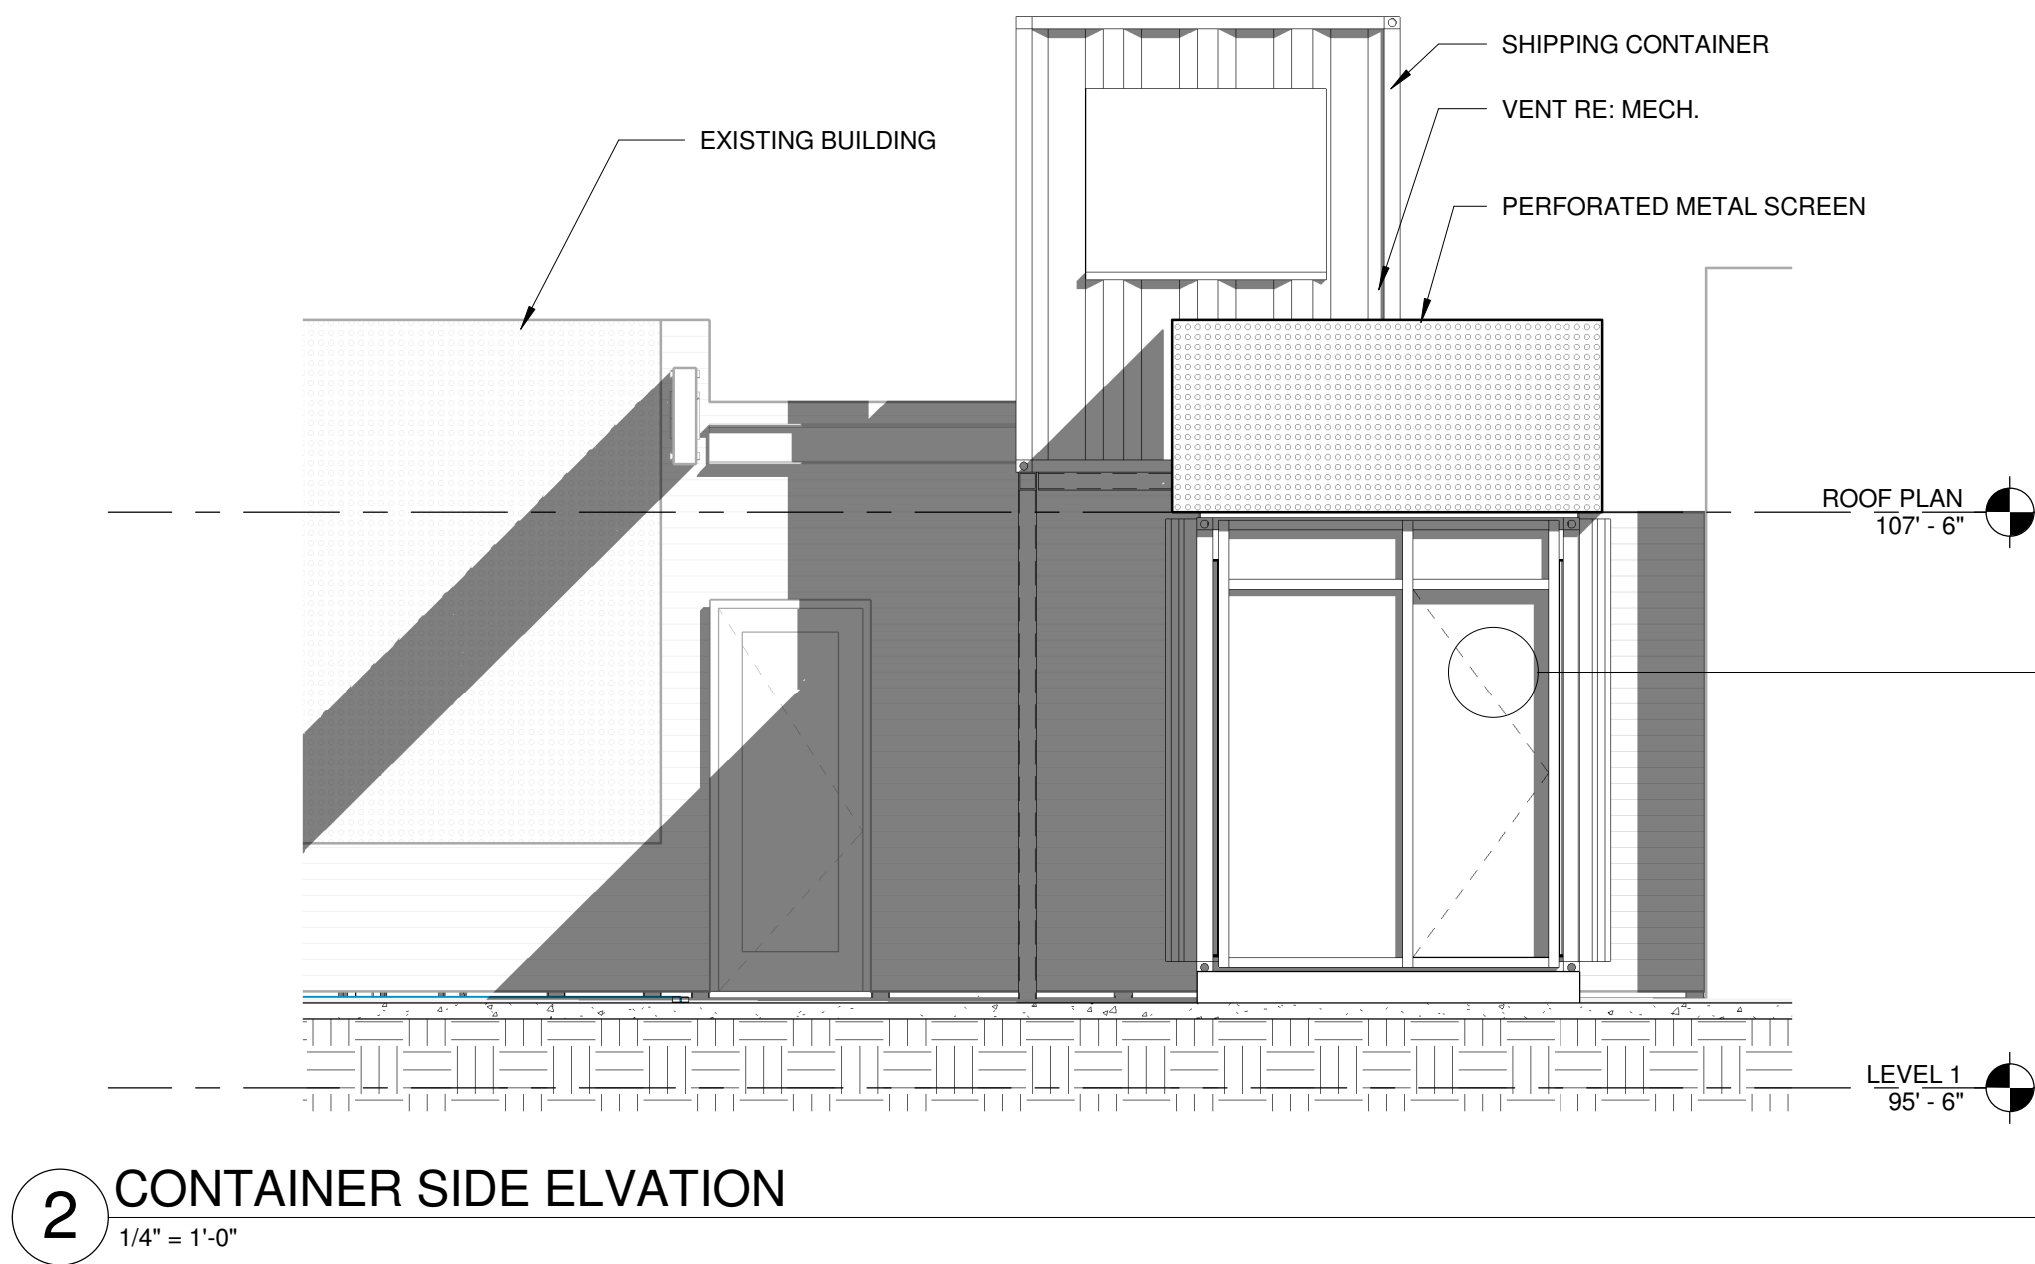 SHIPPING CONTAINER
VENT RE: MECH.
EXISTING BUILDING
PERFORATED METAL SCREEN
ROOF PLAN
107' - 6"
LEVEL 1
95' - 6"
2
CONTAINER SIDE ELVATION
1/4" = 1'-0"